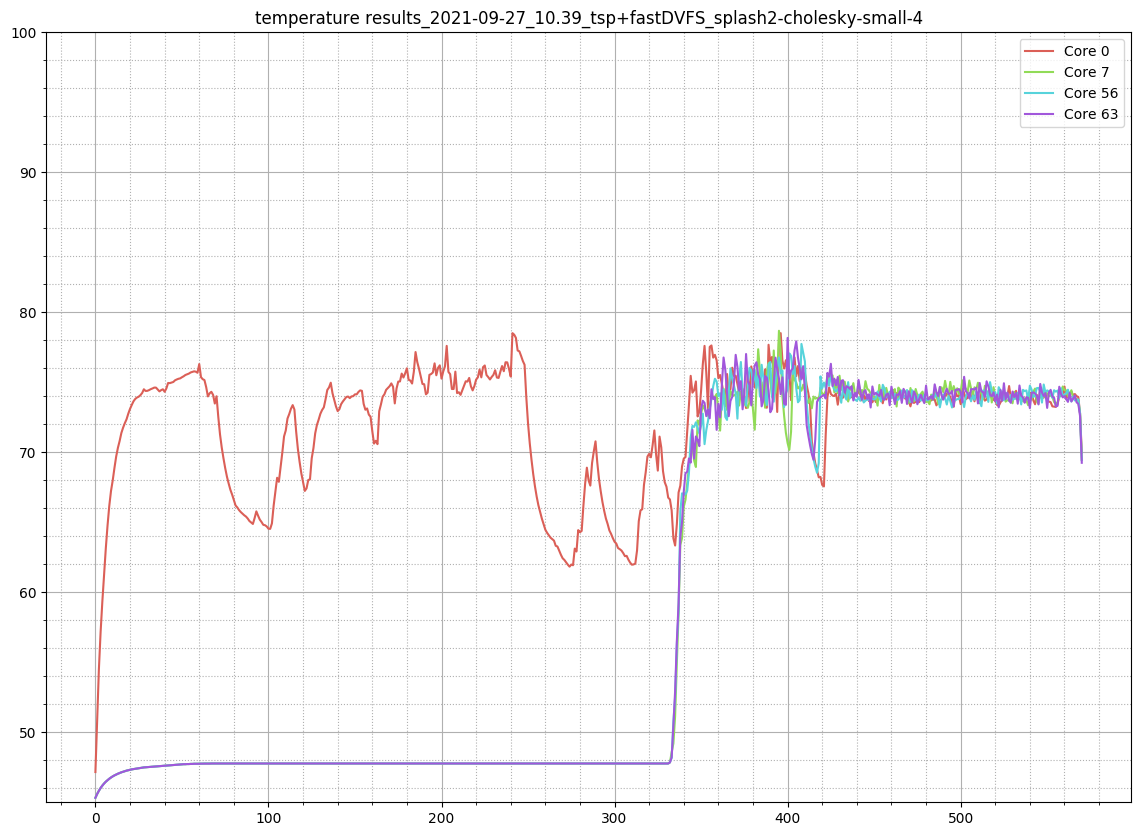 temperature results_2021-09-27_10.39_tsp+fastDVFS_splash2-cholesky-small-4
Core 0
Core 7
Core 56
Core 63
100
90
80
70
60
50
0 100 200 300 400 500